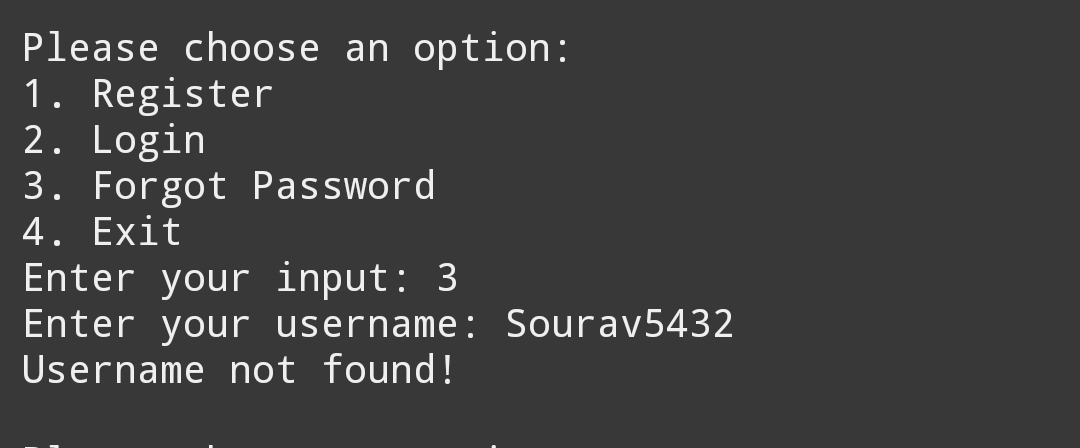 Please choose an option:
1. Register
2. Login
3. Forgot Password
4. Exit
Enter your input: 3
Enter your username: Sourav5432
Username not found!